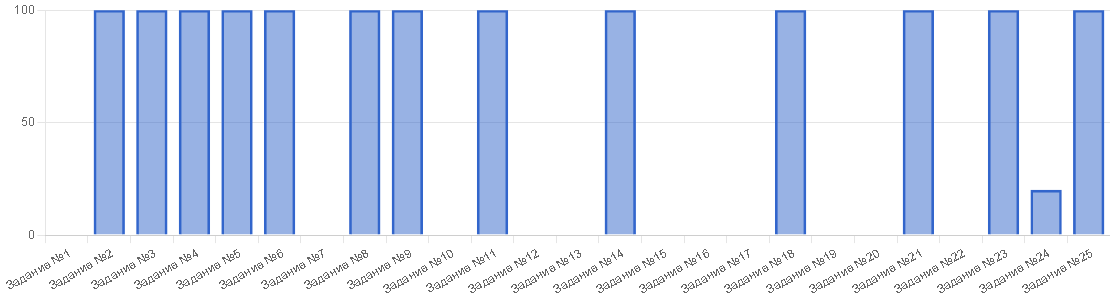 100
50
0
Задание №1
Задание №2
Задание №3
Задание №4
Задание №5
Задание №6
Задание №7
Задание №8
Задание №9
Задание №10
Задание №11
Задание №12
Задание №13
Задание №14
Задание №15
Задание №16
Задание №17
Задание №18
Задание №19
Задание №20
Задание №21
Задание №22
Задание №23
Задание №24
Задание №25